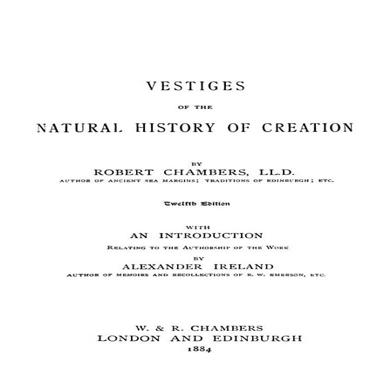 VESTIGES
OF THE
NATURAL HISTORY OF CREATION
BY
ROBERT CHAMBERS, LL.D.
AUTHOR OF ANCIENT SEA MARGINS; TRADITIONS OF EDINBURGH; ETC.
Twelfth Edition
WITH
AN INTRODUCTION
RELATING TO THE AUTHORSHIP OF THE WORK
BY
ALEXANDER IRELAND
AUTHOR OF MEMOIRS AND RECOLLECTIONS OF R. W. EMERSON, ETC.
W. & R. CHAMBERS
LONDON AND EDINBURGH
1884